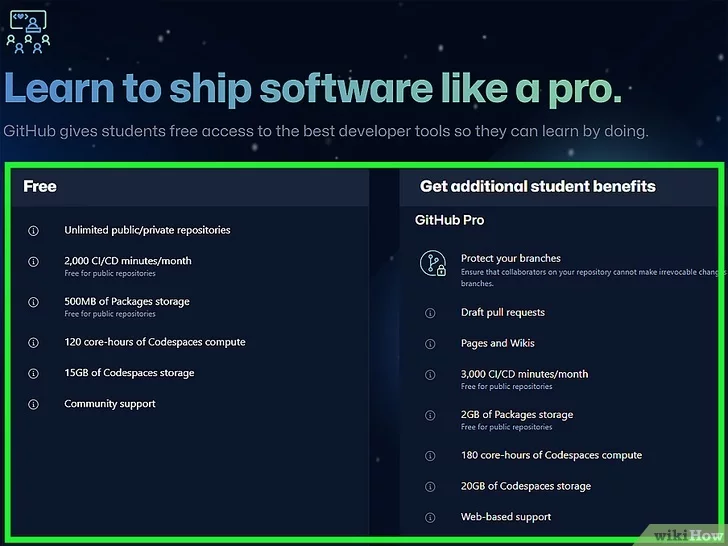 Learn to ship software like a pro.
GitHub gives students free access to the best developer tools so they can learn by doing.
Free
Unlimited public/private repositories
2,000 CI/CD minutes/month
Free for public repositories
500MB of Packages storage
Free for public repositories
120 core-hours of Codespaces compute
15GB of Codespaces storage
Community support
Get additional student benefits
GitHub Pro
Protect your branches
Ensure that collaborators on your repository cannot make irrevocable changes
branches.
Draft pull requests
Pages and Wikis
3,000 CI/CD minutes/month
Free for public repositories
2GB of Packages storage
Free for public repositories
180 core-hours of Codespaces compute
20GB of Codespaces storage
Web-based support
wikiHow